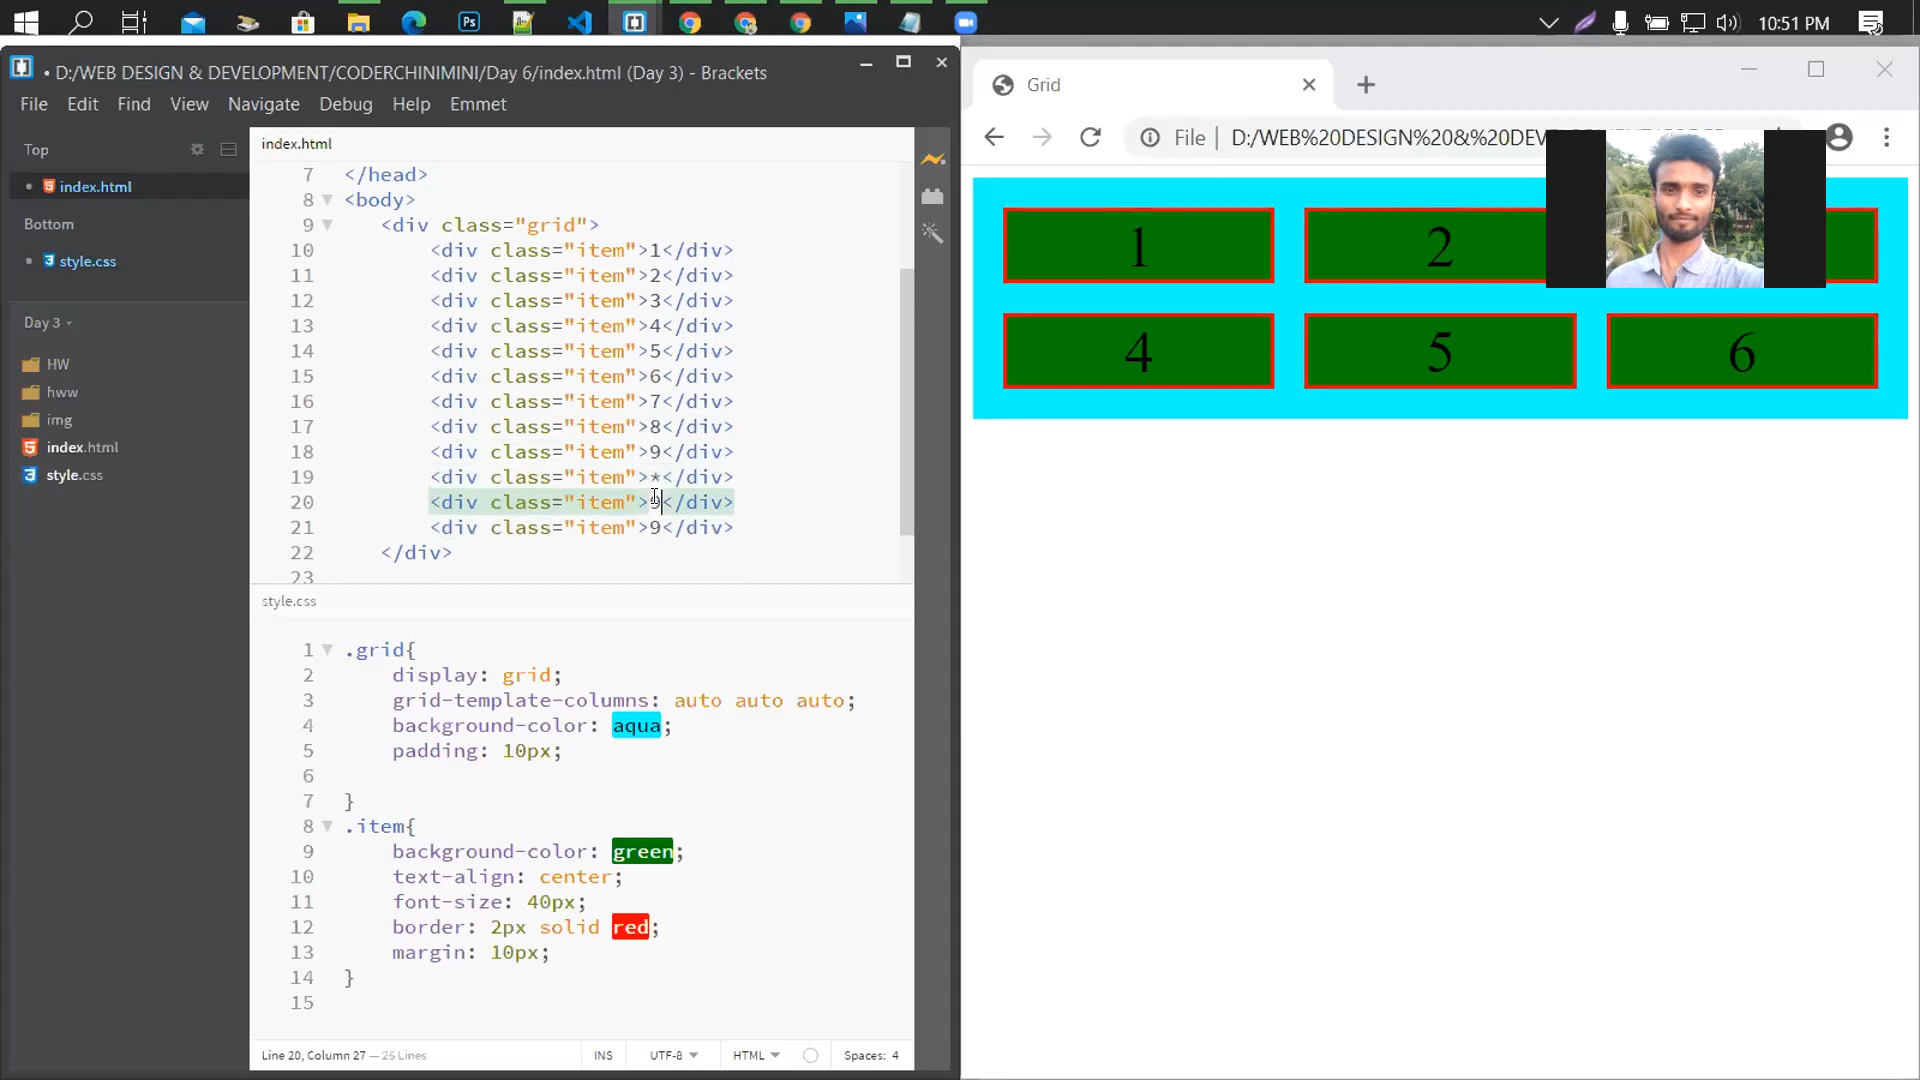 Ps
10:51 PM
• D:/WEB DESIGN & DEVELOPMENT/CODERCHINIMINI/Day 6/index.html (Day 3) - Brackets
File Edit Find View Navigate Debug Help Emmet
Top
index.html
Bottom
style.css
Day 3
HW
hww
img
index.html
style.css
index.html
7 </head>
8 <body>
9 <div class="grid">
10 <div class="item">1</div>
11 <div class="item">2</div>
12 <div class="item">3</div>
13 <div class="item">4</div>
14 <div class="item">5</div>
15 <div class="item">6</div>
16 <div class="item">7</div>
17 <div class="item">8</div>
18 <div class="item">9</div>
19 <div class="item">*</div>
20 <div class="item">9</div>
21 <div class="item">9</div>
22 </div>
23
style.css
1 .grid{
2 display: grid;
3 grid-template-columns: auto auto auto;
4 background-color: aqua;
5 padding: 10px;
6
7 }
8 .item{
9 background-color: green;
10 text-align: center;
11 font-size: 40px;
12 border: 2px solid red;
13 margin: 10px;
14 }
15
Line 20, Column 27 — 25 Lines
INS UTF-8 HTML Spaces: 4
Grid
File | D:/WEB%20DESIGN%20&%20DEV
1 2
4 5 6